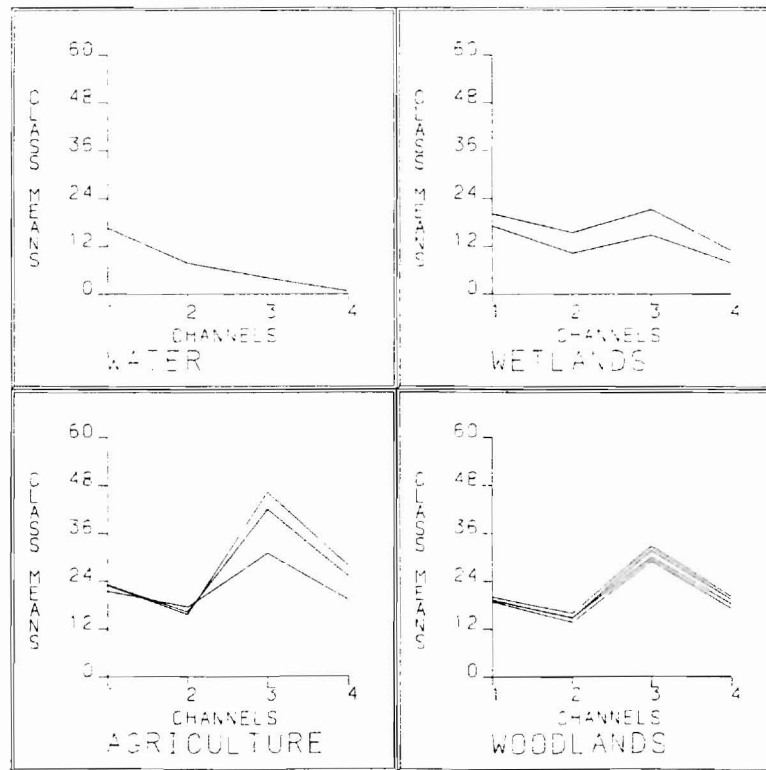 CLASS MEANS
60
48
36
24
12
0
1 2 3 4
CHANNELS
WATER
CLASS MEANS
60
48
36
24
12
0
1 2 3 4
CHANNELS
WETLANDS
CLASS MEANS
60
48
36
24
12
0
1 2 3 4
CHANNELS
AGRICULTURE
CLASS MEANS
60
48
36
24
12
0
1 2 3 4
CHANNELS
WOODLANDS